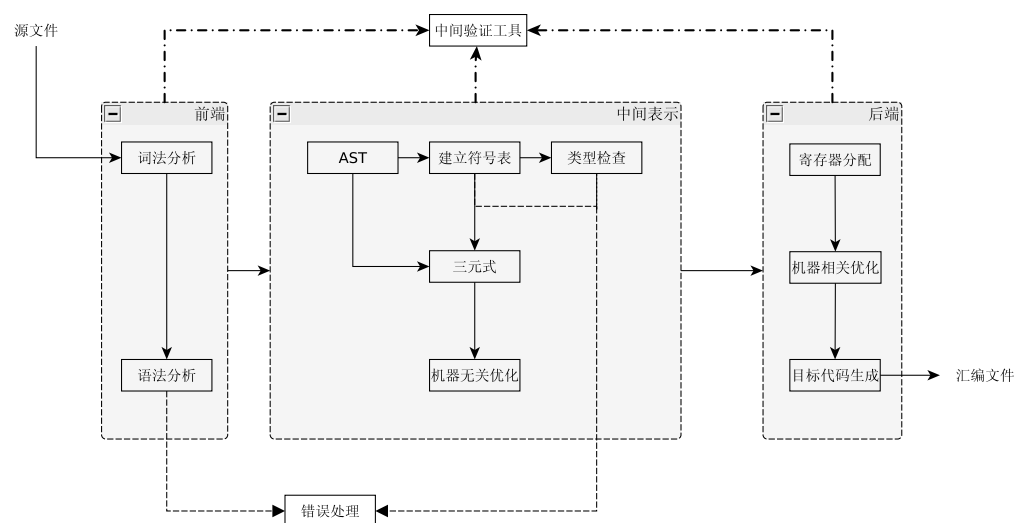 源文件
中间验证工具
前端
中间表示
后端
词法分析
AST
建立符号表
类型检查
寄存器分配
三元式
机器相关优化
语法分析
机器无关优化
目标代码生成
汇编文件
错误处理